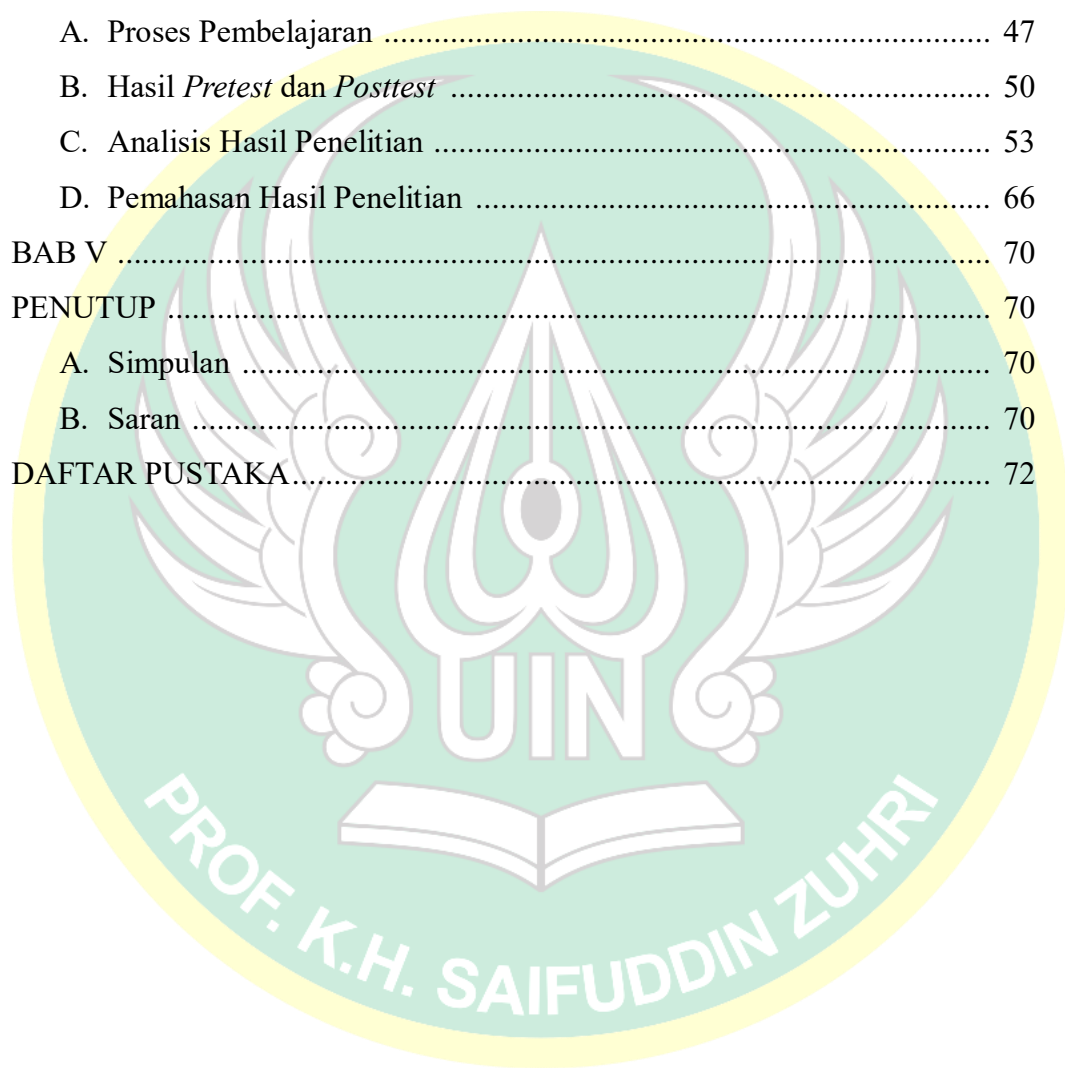 A. Proses Pembelajaran ........................................................................... 47
B. Hasil Pretest dan Posttest ................................................................... 50
C. Analisis Hasil Penelitian ..................................................................... 53
D. Pemahasan Hasil Penelitian ................................................................ 66
BAB V ........................................................................................................... 70
PENUTUP ..................................................................................................... 70
A. Simpulan ............................................................................................ 70
B. Saran .................................................................................................. 70
DAFTAR PUSTAKA...................................................................................... 72
UIN
PROF. K.H. SAIFUDDIN ZUHRI